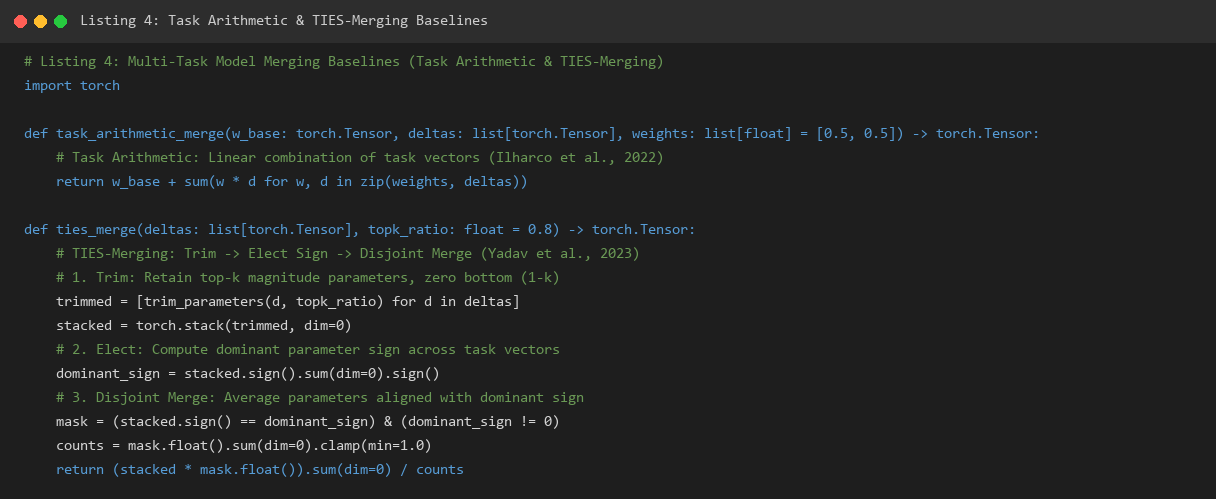 Listing 4: Task Arithmetic & TIES-Merging Baselines
# Listing 4: Multi-Task Model Merging Baselines (Task Arithmetic & TIES-Merging)
import torch
def task_arithmetic_merge(w_base: torch.Tensor, deltas: list[torch.Tensor], weights: list[float] = [0.5, 0.5]) -> torch.Tensor:
    # Task Arithmetic: Linear combination of task vectors (Ilharco et al., 2022)
    return w_base + sum(w * d for w, d in zip(weights, deltas))
def ties_merge(deltas: list[torch.Tensor], topk_ratio: float = 0.8) -> torch.Tensor:
    # TIES-Merging: Trim -> Elect Sign -> Disjoint Merge (Yadav et al., 2023)
    # 1. Trim: Retain top-k magnitude parameters, zero bottom (1-k)
    trimmed = [trim_parameters(d, topk_ratio) for d in deltas]
    stacked = torch.stack(trimmed, dim=0)
    # 2. Elect: Compute dominant parameter sign across task vectors
    dominant_sign = stacked.sign().sum(dim=0).sign()
    # 3. Disjoint Merge: Average parameters aligned with dominant sign
    mask = (stacked.sign() == dominant_sign) & (dominant_sign != 0)
    counts = mask.float().sum(dim=0).clamp(min=1.0)
    return (stacked * mask.float()).sum(dim=0) / counts